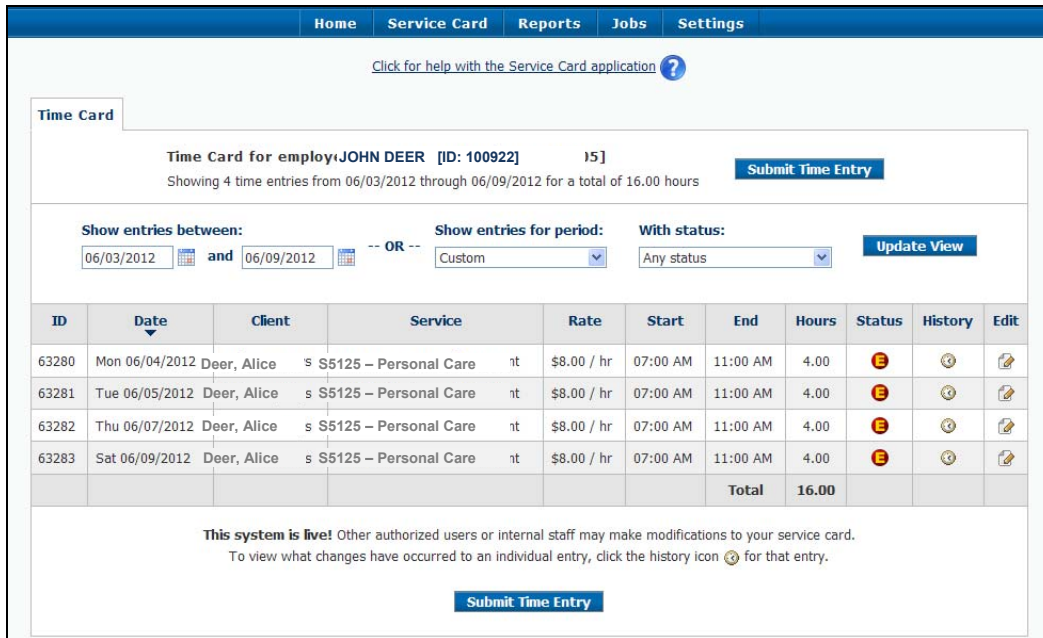 Home Service Card Reports Jobs Settings
Click for help with the Service Card application ?
Time Card
Time Card for employ JOHN DEER [ID: 100922] 05]
Submit Time Entry
Showing 4 time entries from 06/03/2012 through 06/09/2012 for a total of 16.00 hours
Show entries between: Show entries for period: With status:
06/03/2012 and 06/09/2012 -- OR -- Custom Any status Update View
ID Date Client Service Rate Start End Hours Status History Edit
63280 Mon 06/04/2012 Deer, Alice s S5125 – Personal Care nt $8.00 / hr 07:00 AM 11:00 AM 4.00 E
63281 Tue 06/05/2012 Deer, Alice s S5125 – Personal Care nt $8.00 / hr 07:00 AM 11:00 AM 4.00 E
63282 Thu 06/07/2012 Deer, Alice s S5125 – Personal Care nt $8.00 / hr 07:00 AM 11:00 AM 4.00 E
63283 Sat 06/09/2012 Deer, Alice s S5125 – Personal Care nt $8.00 / hr 07:00 AM 11:00 AM 4.00 E
Total 16.00
This system is live! Other authorized users or internal staff may make modifications to your service card.
To view what changes have occurred to an individual entry, click the history icon for that entry.
Submit Time Entry